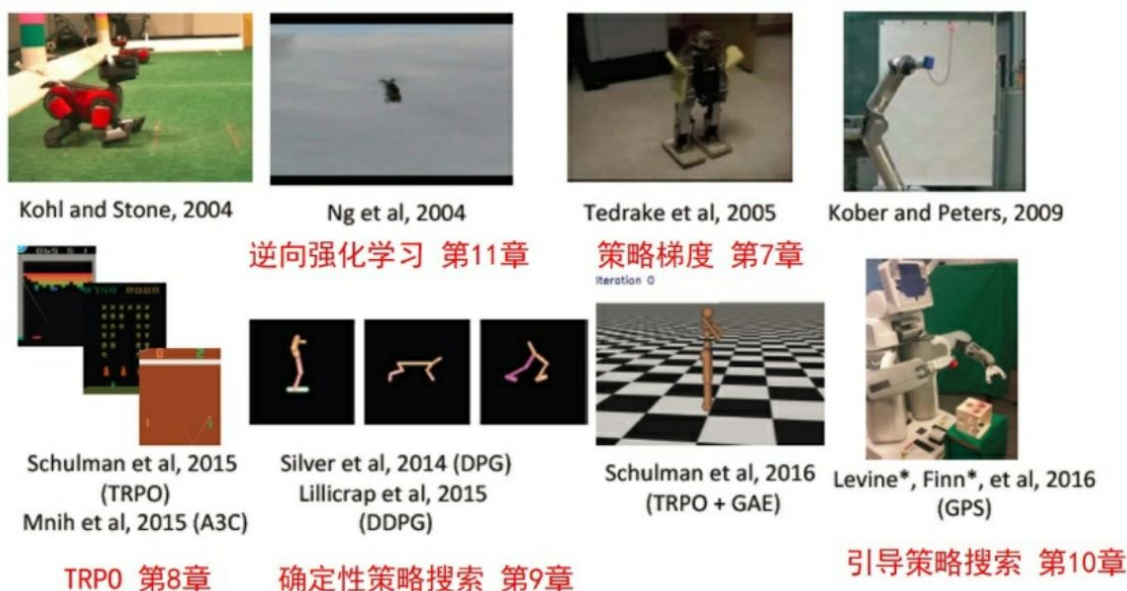 Kohl and Stone, 2004
Ng et al, 2004
Tedrake et al, 2005
Kober and Peters, 2009
逆向强化学习 第11章
策略梯度 第7章
Iteration 0
Schulman et al, 2015
(TRPO)
Mnih et al, 2015 (A3C)
Silver et al, 2014 (DPG)
Lillicrap et al, 2015
(DDPG)
Schulman et al, 2016
(TRPO + GAE)
Levine*, Finn*, et al, 2016
(GPS)
TRPO 第8章
确定性策略搜索 第9章
引导策略搜索 第10章